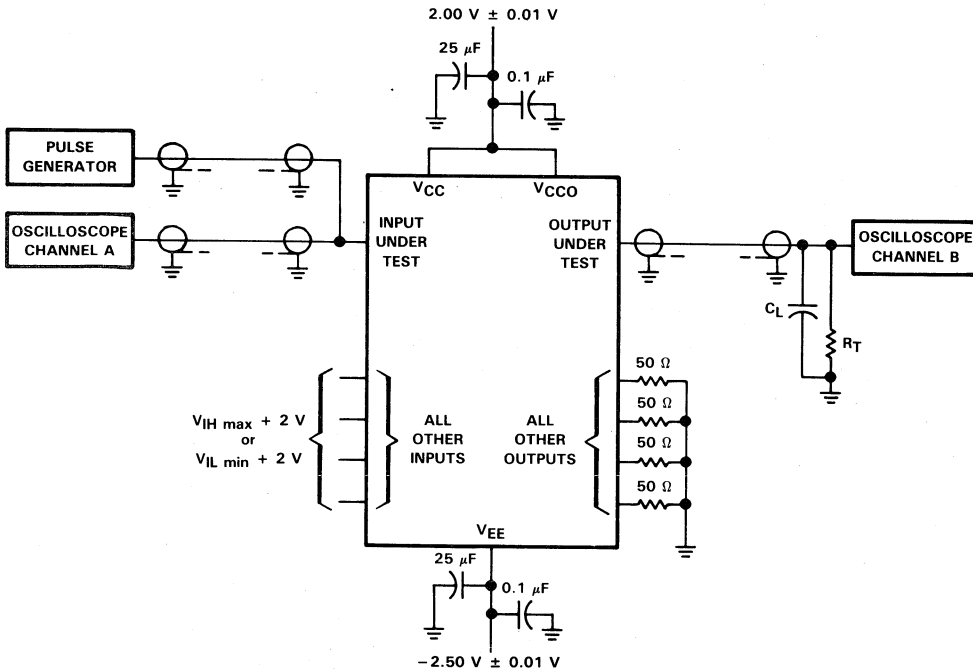 2.00 V ± 0.01 V
25 μF
0.1 μF
PULSE
GENERATOR
VCC
VCCO
OSCILLOSCOPE
CHANNEL A
INPUT
UNDER
TEST
OUTPUT
UNDER
TEST
OSCILLOSCOPE
CHANNEL B
CL
RT
VIH max + 2 V
or
VIL min + 2 V
ALL
OTHER
INPUTS
ALL
OTHER
OUTPUTS
50 Ω
50 Ω
50 Ω
50 Ω
VEE
25 μF
0.1 μF
−2.50 V ± 0.01 V